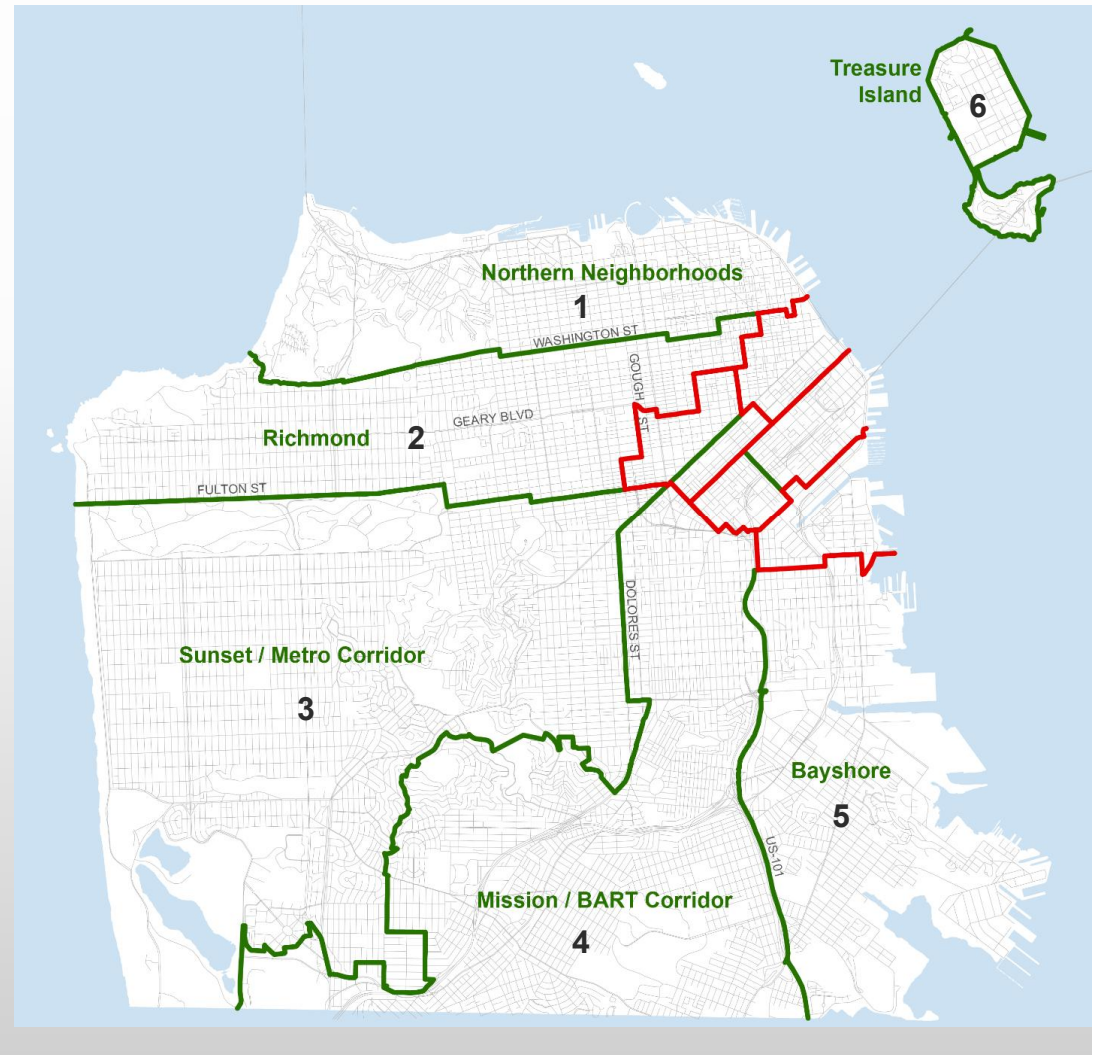 Treasure
Island
6
Northern Neighborhoods
1
WASHINGTON ST
GOUGH ST
GEARY BLVD
Richmond
2
FULTON ST
DOLORES ST
Sunset / Metro Corridor
3
Bayshore
5
US-101
Mission / BART Corridor
4